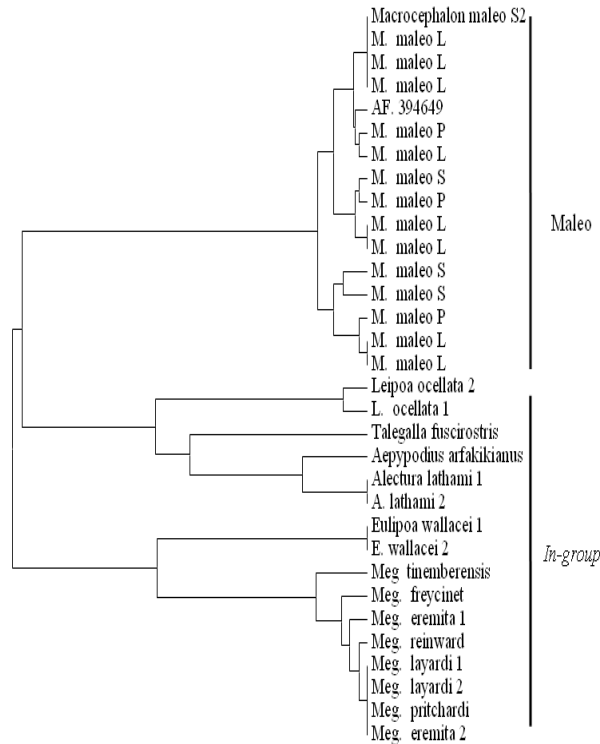 Macrocephalon maleo S2
M. maleo L
M. maleo L
M. maleo L
AF. 394649
M. maleo P
M. maleo L
M. maleo S
M. maleo P
M. maleo L
M. maleo L
M. maleo S
M. maleo S
M. maleo P
M. maleo L
M. maleo L
Maleo
Leipoa ocellata 2
L. ocellata 1
Talegalla fuscirostris
Aepypodius arfakikianus
Alectura lathami 1
A. lathami 2
Eulipoa wallacei 1
E. wallacei 2
Meg tinemberensis
Meg. freycinet
Meg. eremita 1
Meg. reinward
Meg. layardi 1
Meg. layardi 2
Meg. pritchardi
Meg. eremita 2
In-group